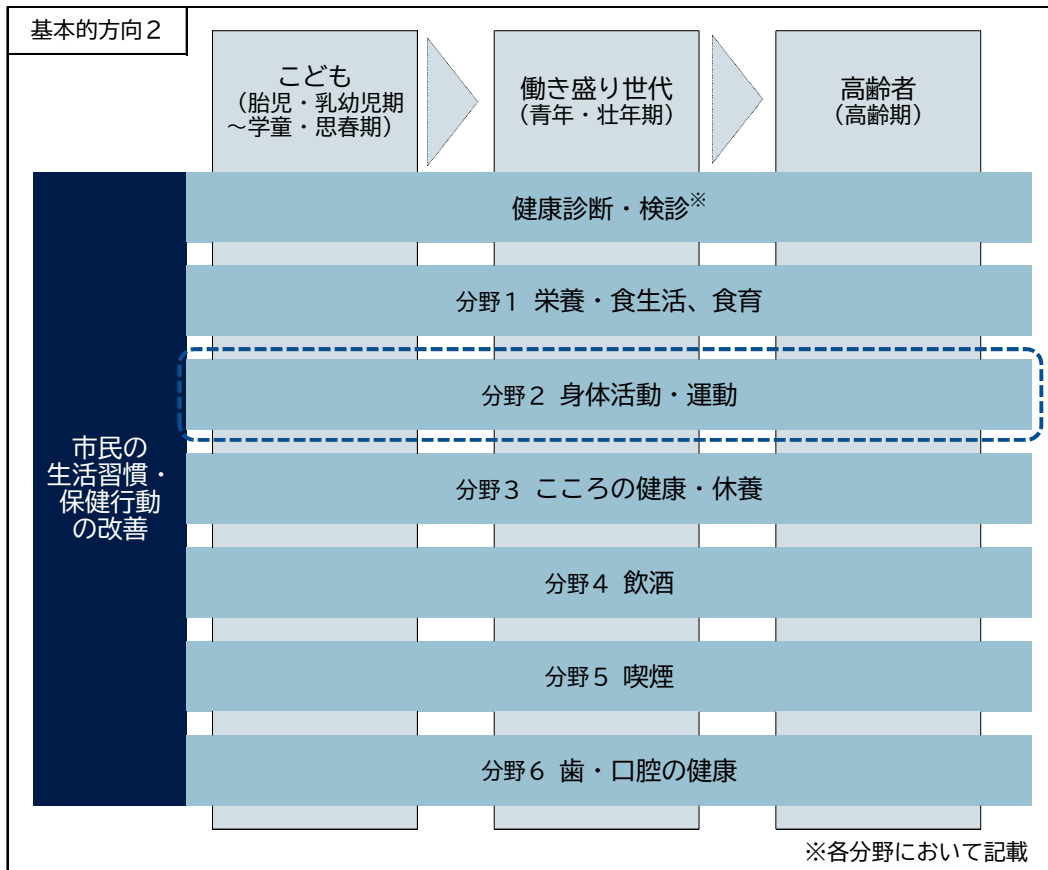 基本的方向２
こども
（胎児・乳幼児期
～学童・思春期）
働き盛り世代
（青年・壮年期）
高齢者
（高齢期）
市民の
生活習慣・
保健行動
の改善
健康診断・検診※
分野１ 栄養・食生活、食育
分野２ 身体活動・運動
分野３ こころの健康・休養
分野４ 飲酒
分野５ 喫煙
分野６ 歯・口腔の健康
※各分野において記載